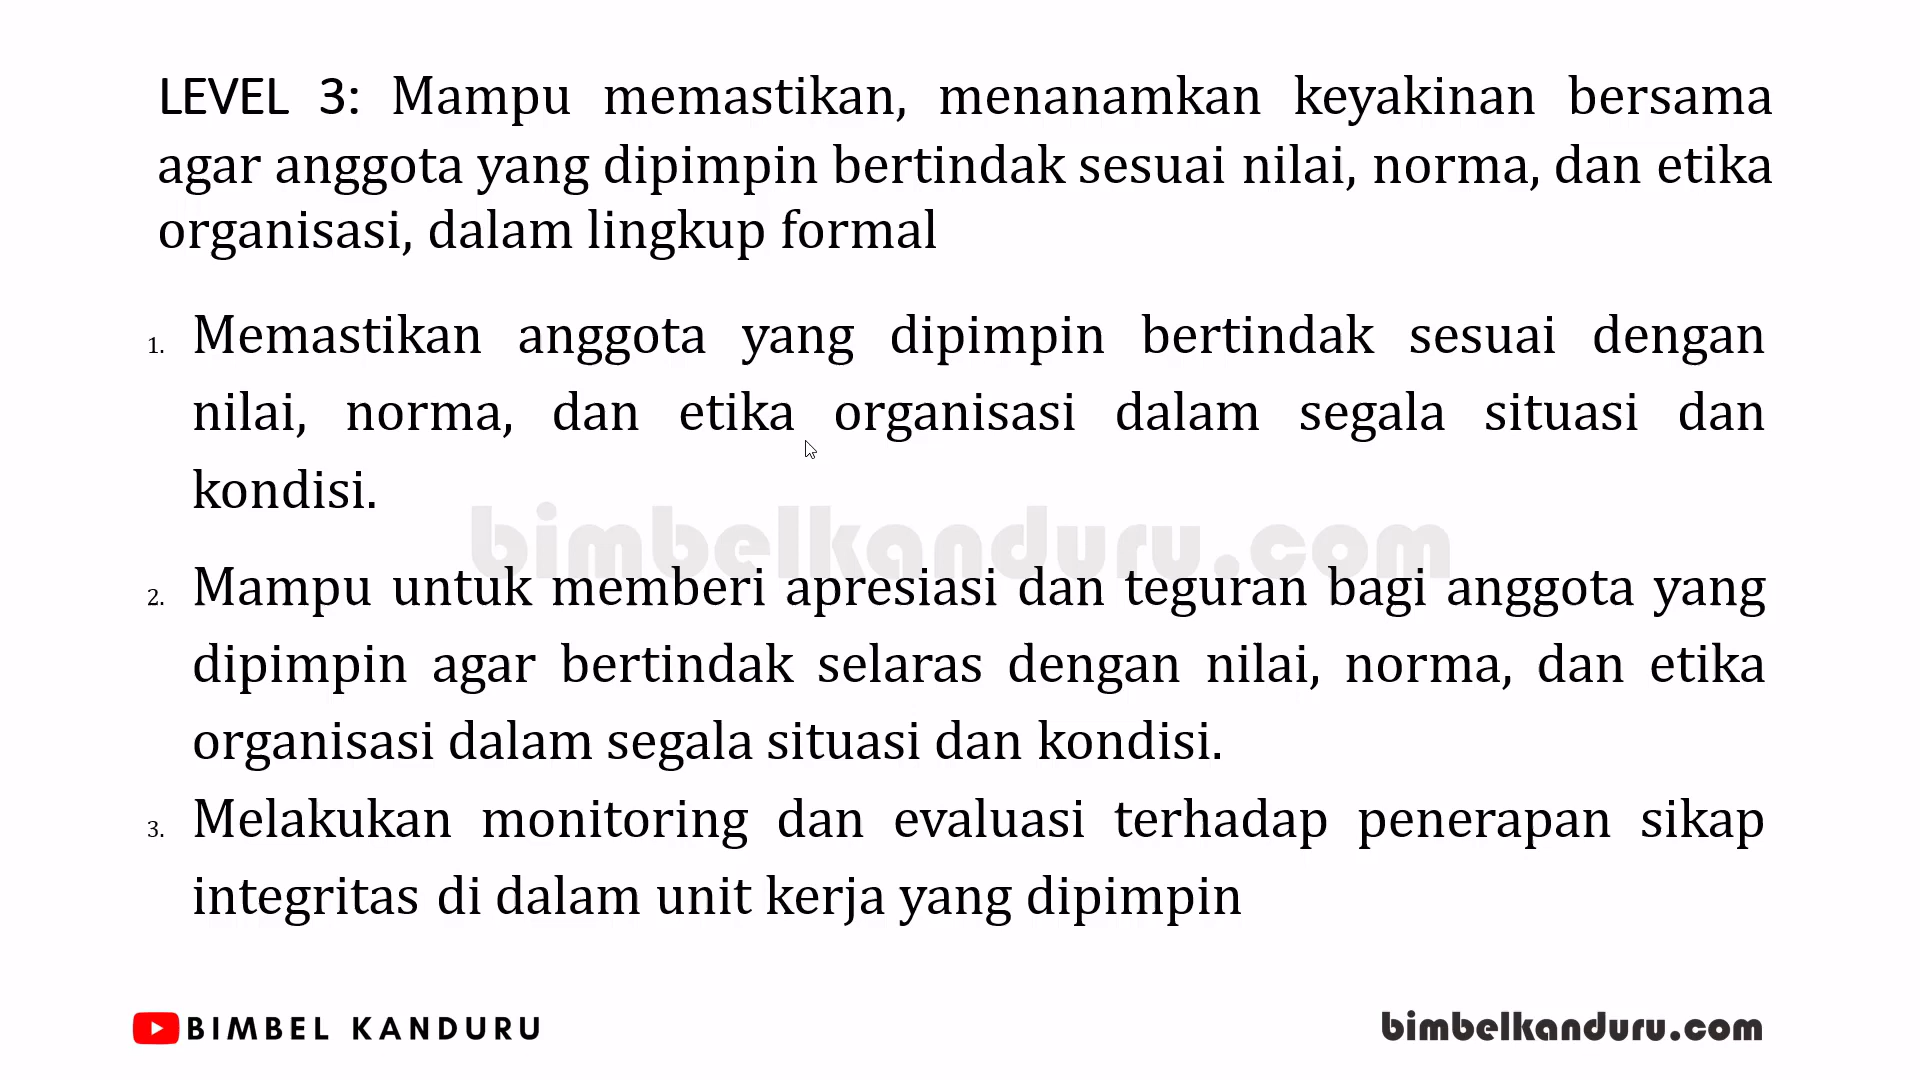 LEVEL 3: Mampu memastikan, menanamkan keyakinan bersama
agar anggota yang dipimpin bertindak sesuai nilai, norma, dan etika
organisasi, dalam lingkup formal
1. Memastikan anggota yang dipimpin bertindak sesuai dengan
nilai, norma, dan etika organisasi dalam segala situasi dan
kondisi.
bimbelkanduru.com
2. Mampu untuk memberi apresiasi dan teguran bagi anggota yang
dipimpin agar bertindak selaras dengan nilai, norma, dan etika
organisasi dalam segala situasi dan kondisi.
3. Melakukan monitoring dan evaluasi terhadap penerapan sikap
integritas di dalam unit kerja yang dipimpin
BIMBEL KANDURU
bimbelkanduru.com